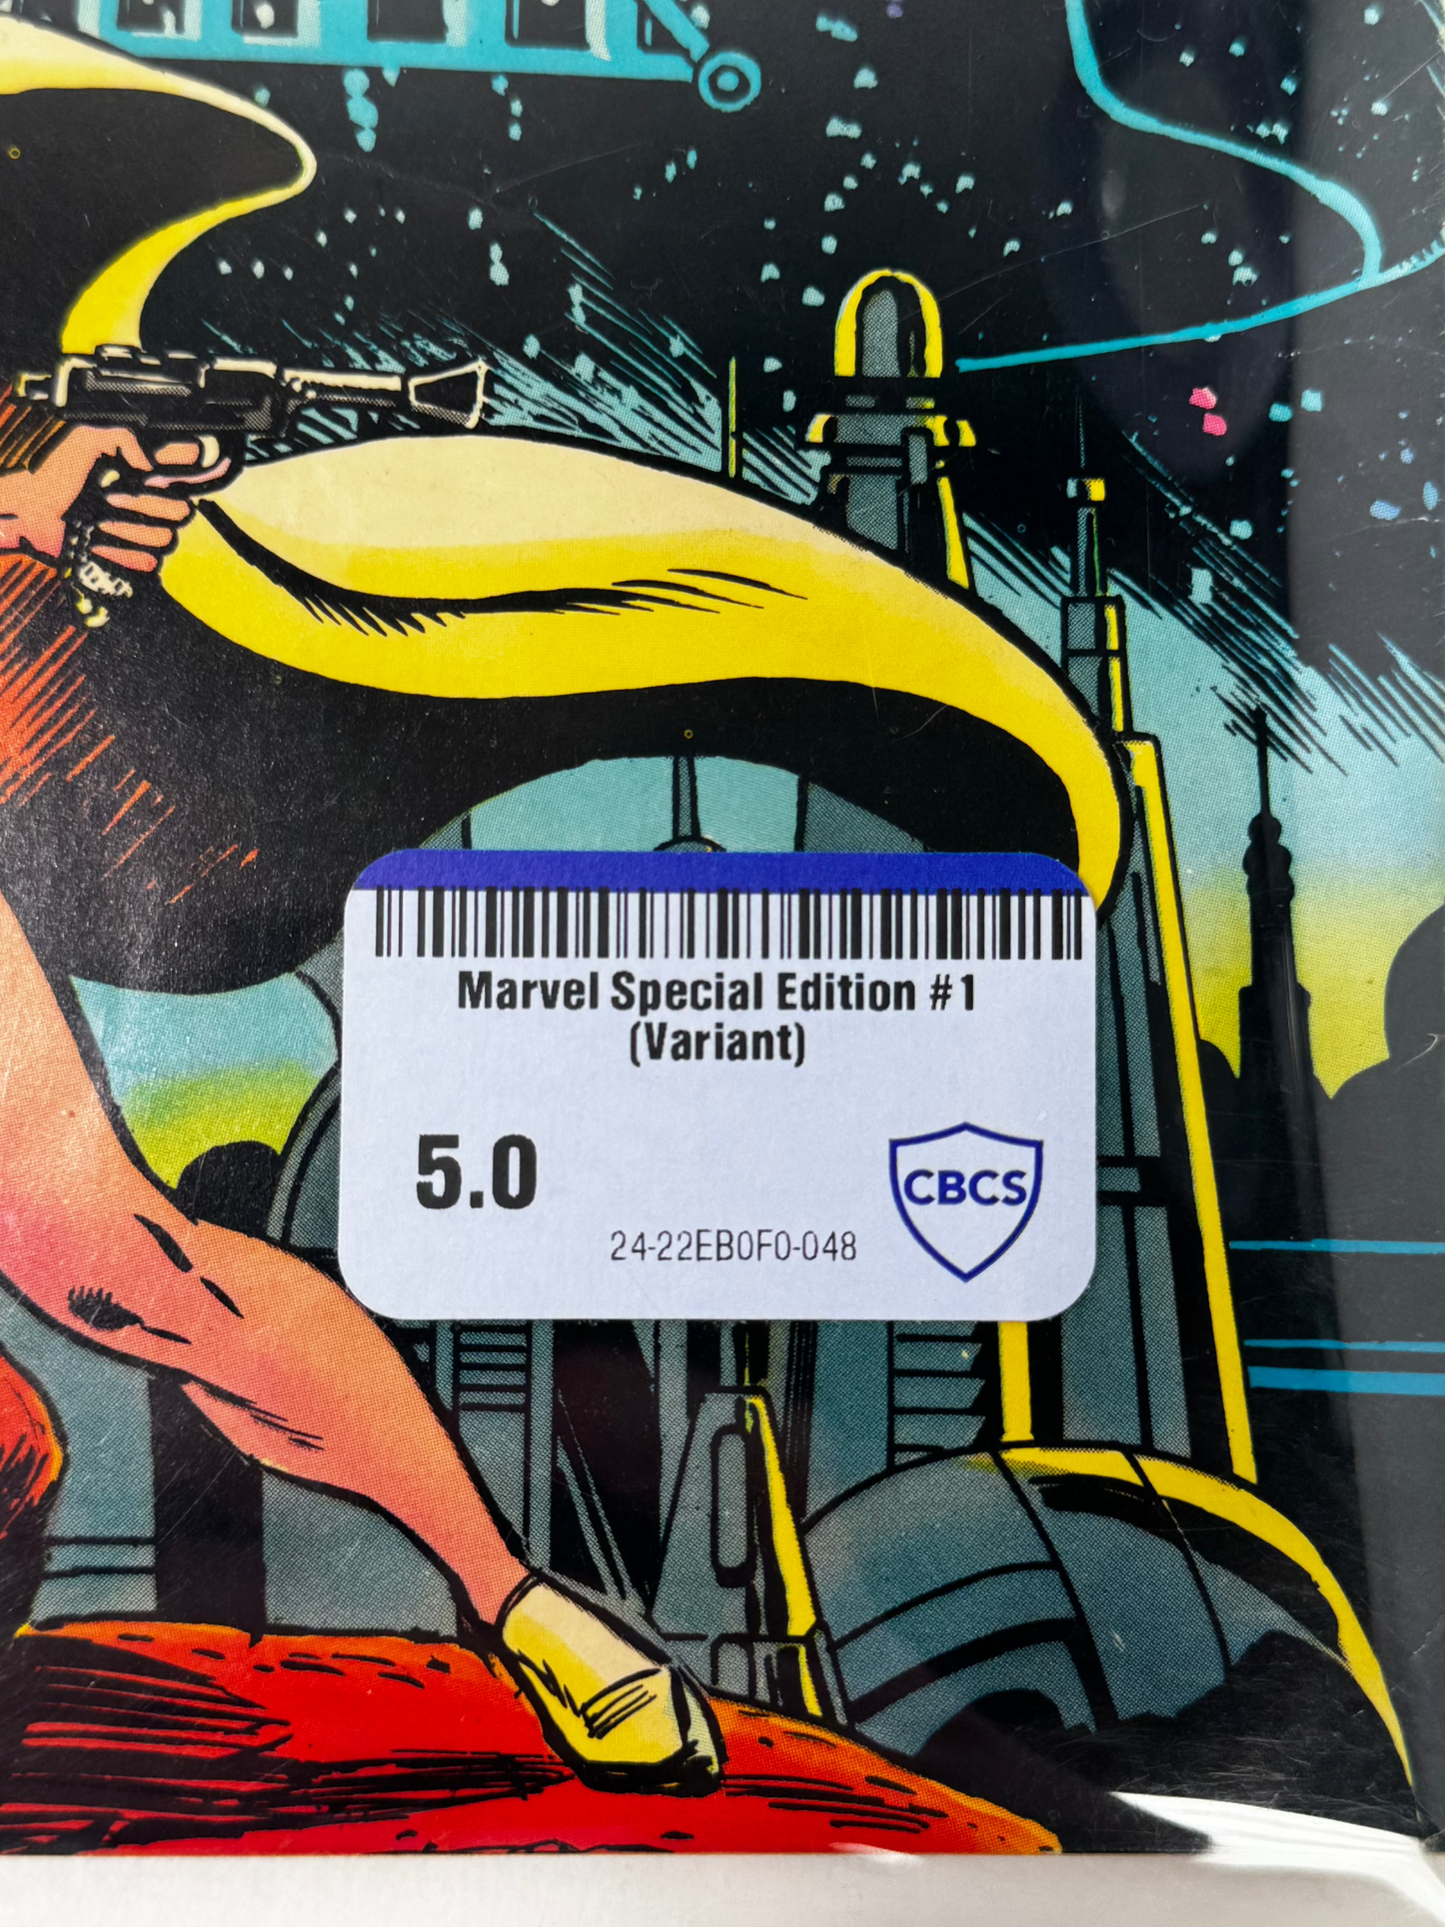 Marvel Special Edition #1
(Variant)
5.0
CBCS
24-22EB0F0-048